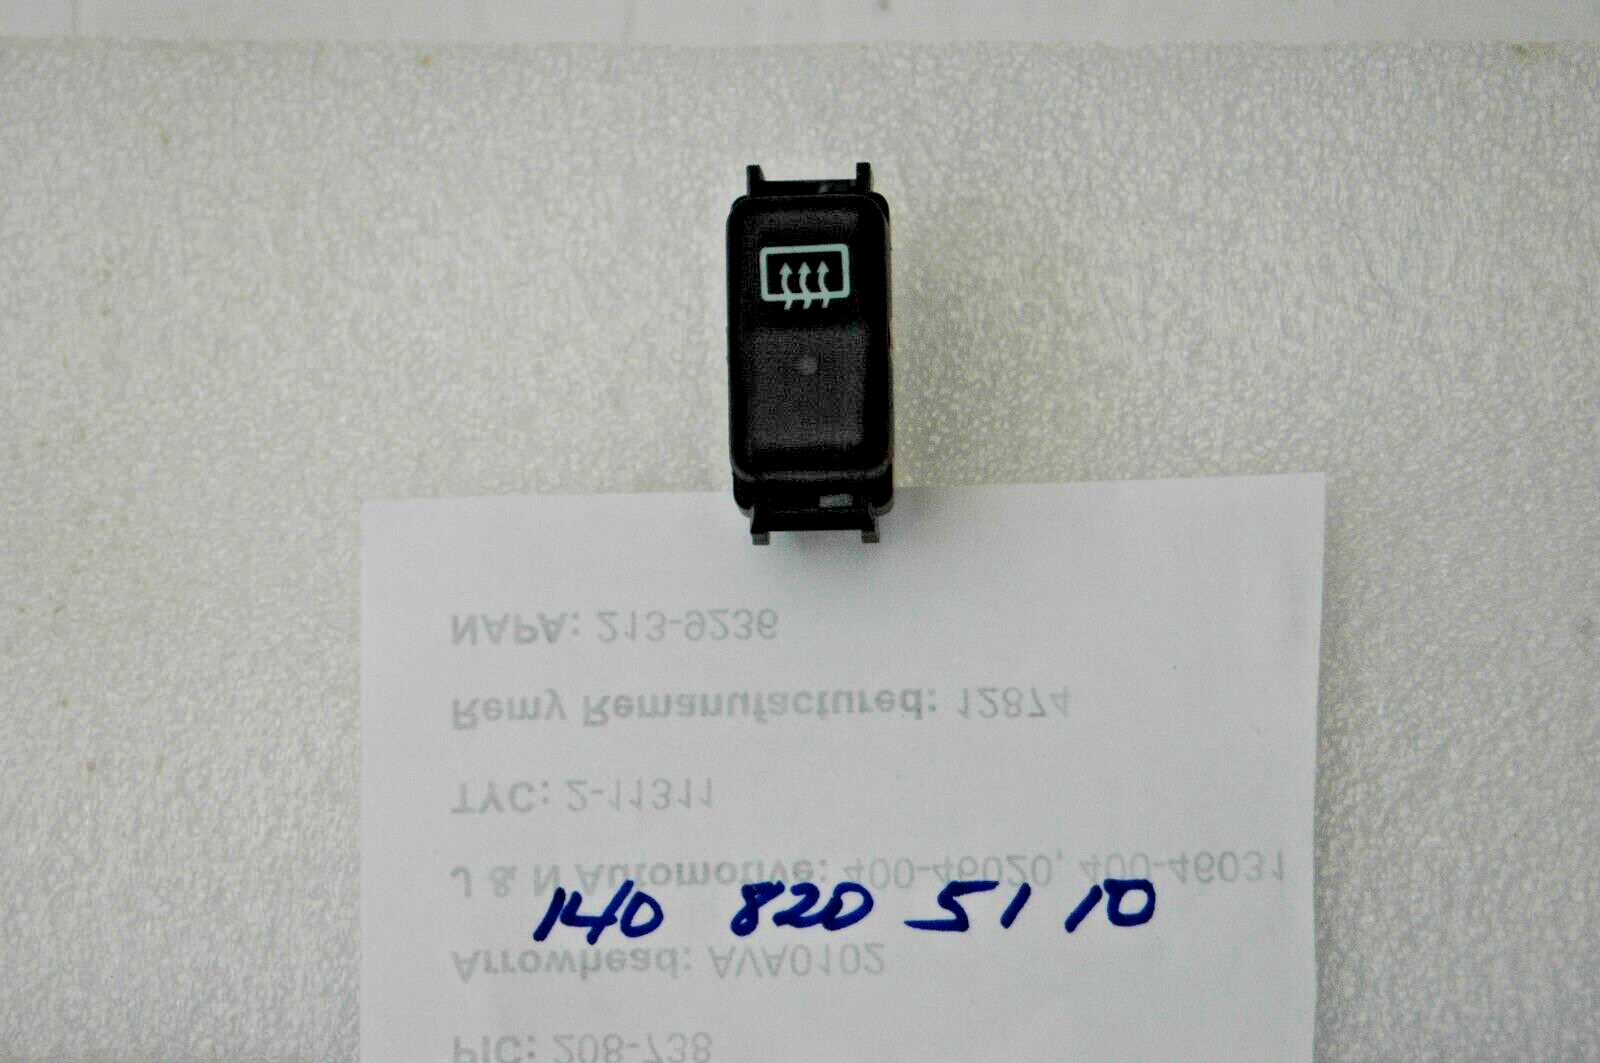 NAPA: 213-9236
Remy Remanufactured: 12874
TYC: 2-11311
J & N Automotive: 400-46020, 400-46031
140 820 51 10
Arrowhead: AVA0102
PIC: 208-738